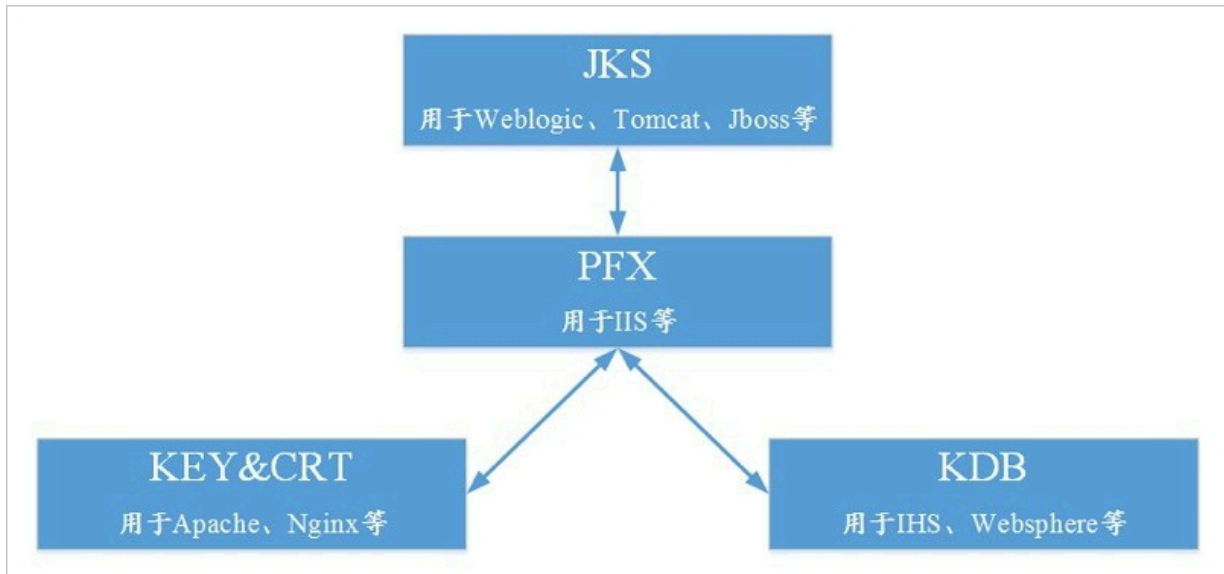 JKS
用于Weblogic、Tomcat、Jboss等
PFX
用于IIS等
KEY&CRT
用于Apache、Nginx等
KDB
用于IHS、Websphere等